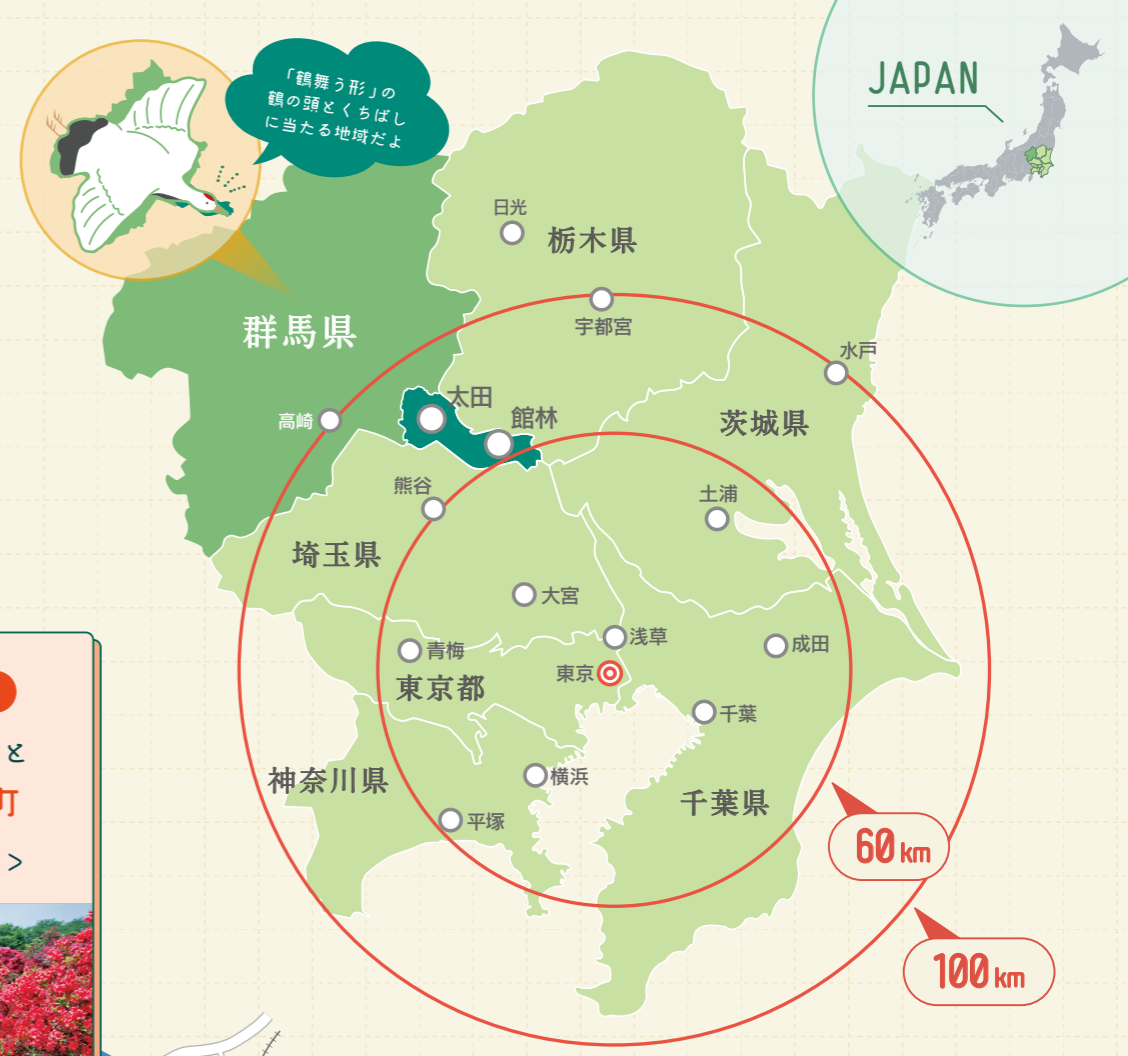 「鶴舞う形」の
鶴の頭とくちばし
に当たる地域だよ
JAPAN
日光
栃木県
宇都宮
群馬県
水戸
太田
館林
高崎
茨城県
熊谷
土浦
埼玉県
大宮
浅草
成田
青梅
東京
東京都
千葉
と
町
横浜
神奈川県
千葉県
平塚
60km
>
100km